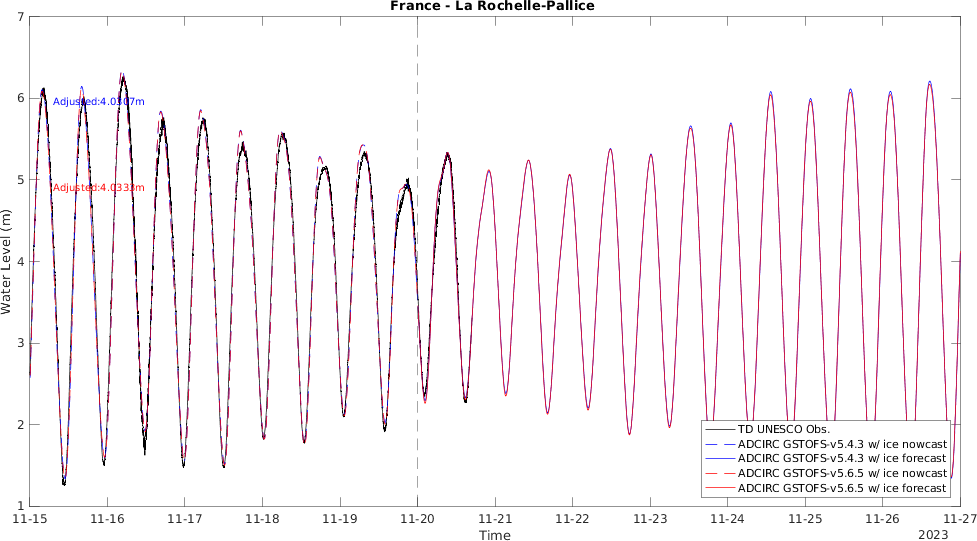 France - La Rochelle-Pallice
7
6
5
4
3
2
1
Water Level (m)
Adjusted:4.0307m
Adjusted:4.0333m
TD UNESCO Obs.
ADCIRC GSTOFS-v5.4.3 w/ ice nowcast
ADCIRC GSTOFS-v5.4.3 w/ ice forecast
ADCIRC GSTOFS-v5.6.5 w/ ice nowcast
ADCIRC GSTOFS-v5.6.5 w/ ice forecast
11-15 11-16 11-17 11-18 11-19 11-20 11-21 11-22 11-23 11-24 11-25 11-26 11-27
Time
2023